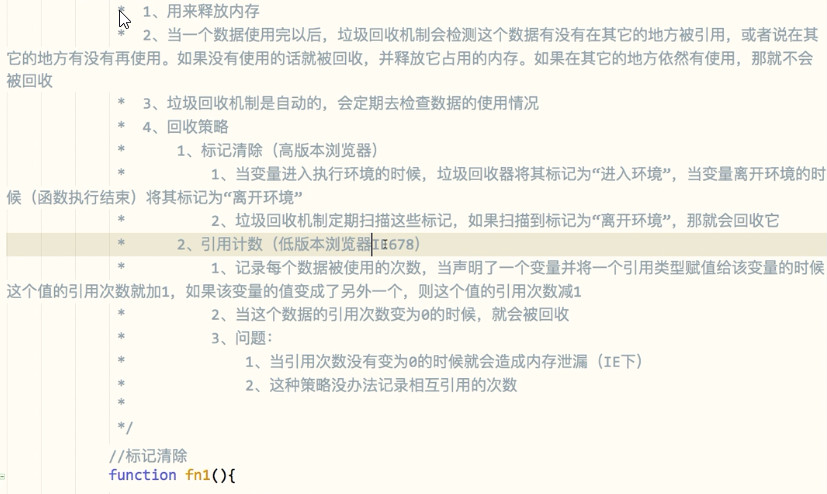 * 1、用来释放内存
* 2、当一个数据使用完以后，垃圾回收机制会检测这个数据有没有在其它的地方被引用，或者说在其
它的地方有没有再使用。如果没有使用的话就被回收，并释放它占用的内存。如果在其它的地方依然有使用，那就不会
被回收
* 3、垃圾回收机制是自动的，会定期去检查数据的使用情况
* 4、回收策略
* 1、标记清除（高版本浏览器）
* 1、当变量进入执行环境的时候，垃圾回收器将其标记为“进入环境”，当变量离开环境的时
候（函数执行结束）将其标记为“离开环境”
* 2、垃圾回收机制定期扫描这些标记，如果扫描到标记为“离开环境”，那就会回收它
* 2、引用计数（低版本浏览器IE678）
* 1、记录每个数据被使用的次数，当声明了一个变量并将一个引用类型赋值给该变量的时候
这个值的引用次数就加1，如果该变量的值变成了另外一个，则这个值的引用次数减1
* 2、当这个数据的引用次数变为0的时候，就会被回收
* 3、问题：
* 1、当引用次数没有变为0的时候就会造成内存泄漏（IE下）
* 2、这种策略没办法记录相互引用的次数
*
*/
//标记清除
function fn1(){